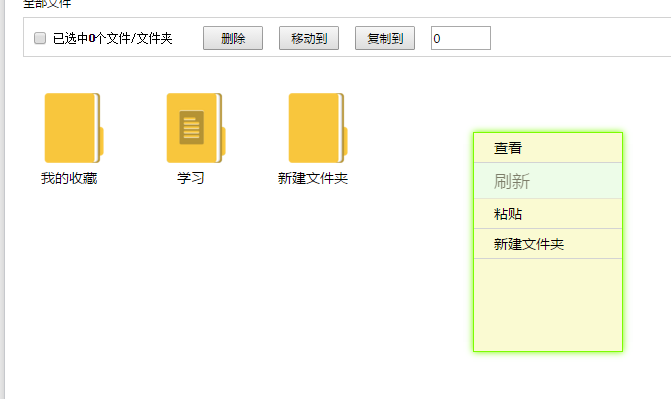 全部文件
已选中0个文件/文件夹 删除 移动到 复制到 0
我的收藏 学习 新建文件夹
查看
刷新
粘贴
新建文件夹